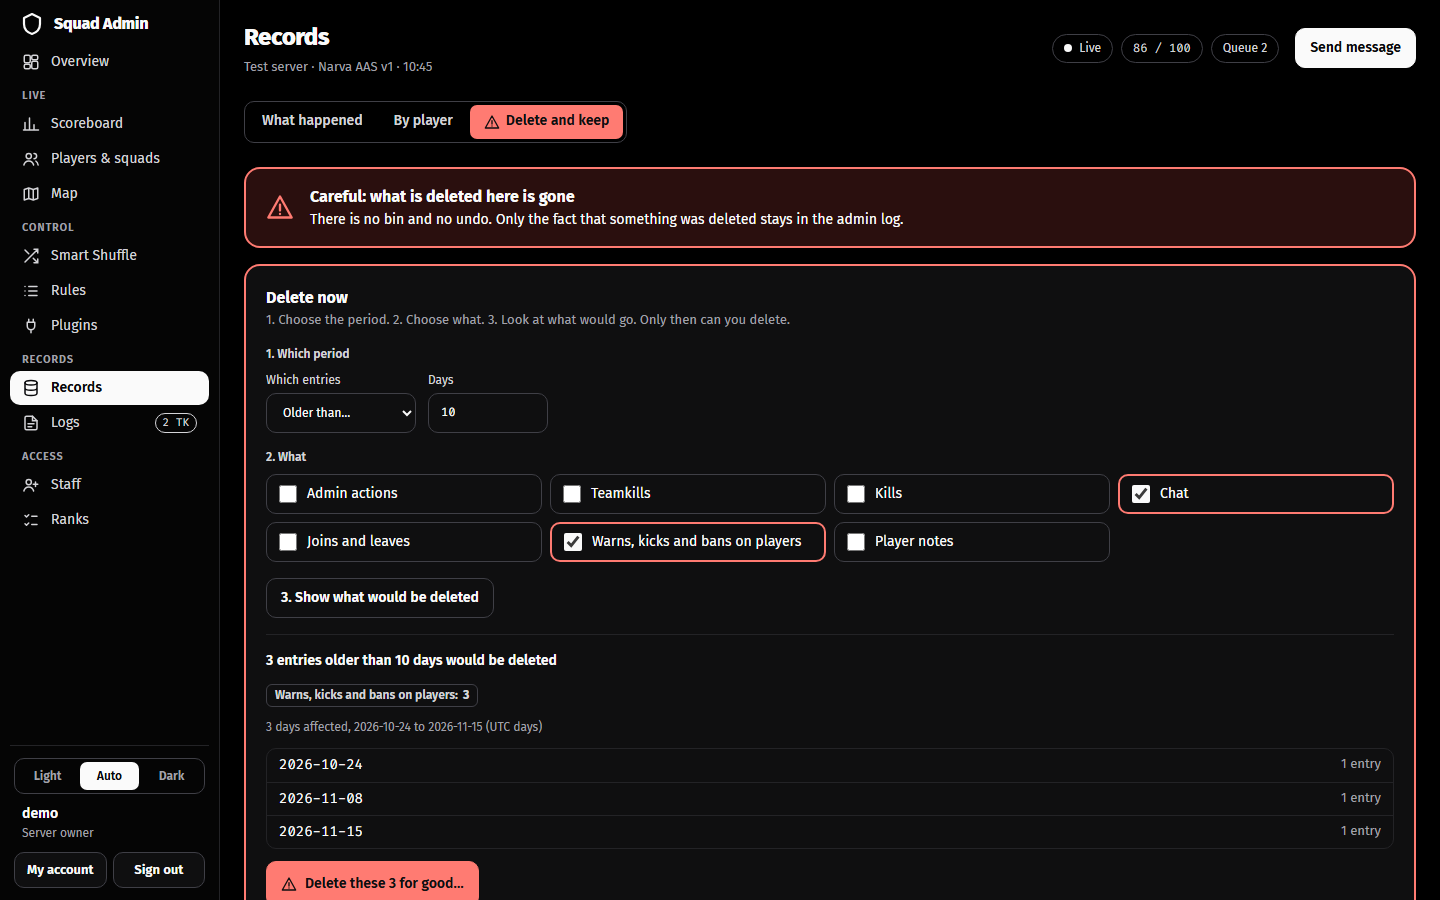 Squad Admin
Overview
LIVE
Scoreboard
Players & squads
Map
CONTROL
Smart Shuffle
Rules
Plugins
RECORDS
Records
Logs
2 TK
ACCESS
Staff
Ranks
Light
Auto
Dark
demo
Server owner
My account
Sign out
Records
Test server · Narva AAS v1 · 10:45
Live
86 / 100
Queue 2
Send message
What happened
By player
Delete and keep
Careful: what is deleted here is gone
There is no bin and no undo. Only the fact that something was deleted stays in the admin log.
Delete now
1. Choose the period. 2. Choose what. 3. Look at what would go. Only then can you delete.
1. Which period
Which entries
Days
Older than...
10
2. What
Admin actions
Teamkills
Kills
Chat
Joins and leaves
Warns, kicks and bans on players
Player notes
3. Show what would be deleted
3 entries older than 10 days would be deleted
Warns, kicks and bans on players: 3
3 days affected, 2026-10-24 to 2026-11-15 (UTC days)
2026-10-24
1 entry
2026-11-08
1 entry
2026-11-15
1 entry
Delete these 3 for good...